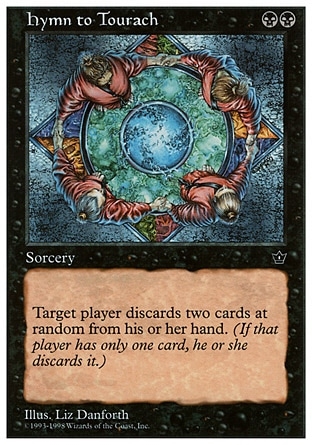 Hymn to Tourach
Sorcery
Target player discards two cards at
random from his or her hand. (If that
player has only one card, he or she
discards it.)
Illus. Liz Danforth
©1993-1998 Wizards of the Coast, Inc.